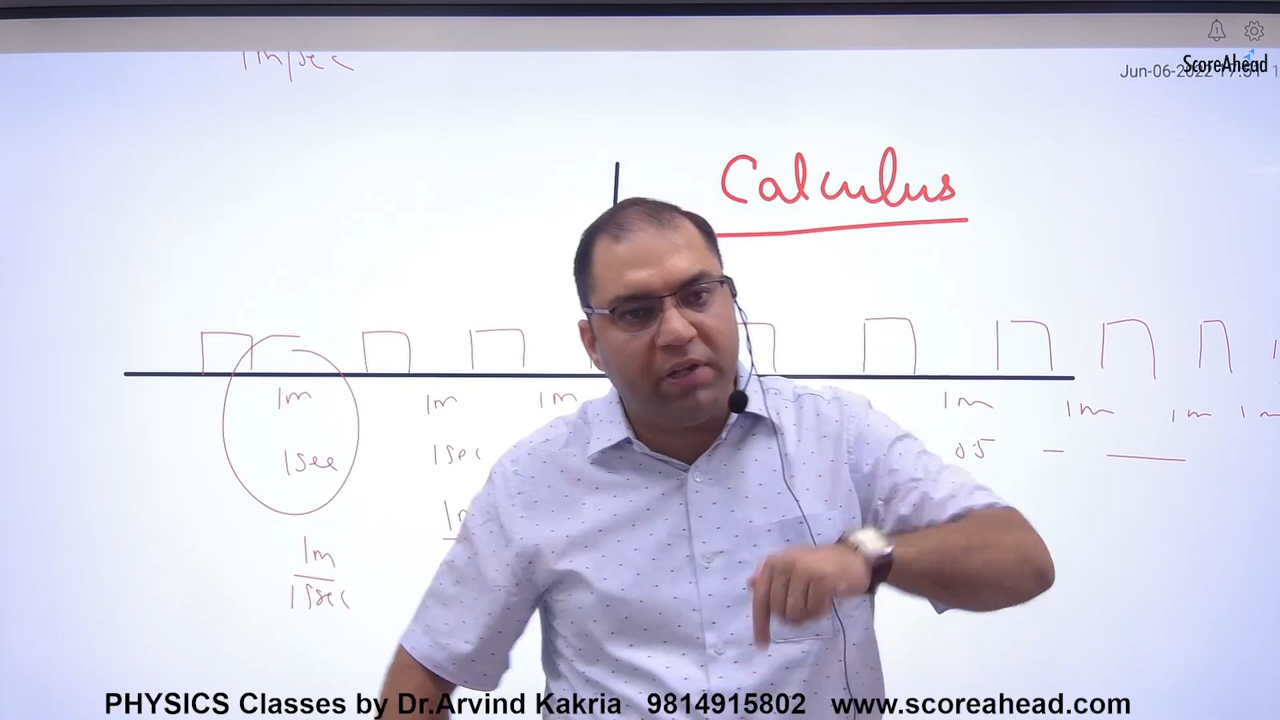 1m/sec
ScoreAhead
Jun-06-2022
Calculus
1m 1m 1m 1m 1m 1m 1m
1sec 1sec 0.5
1m
1sec
PHYSICS Classes by Dr.Arvind Kakria 9814915802 www.scoreahead.com